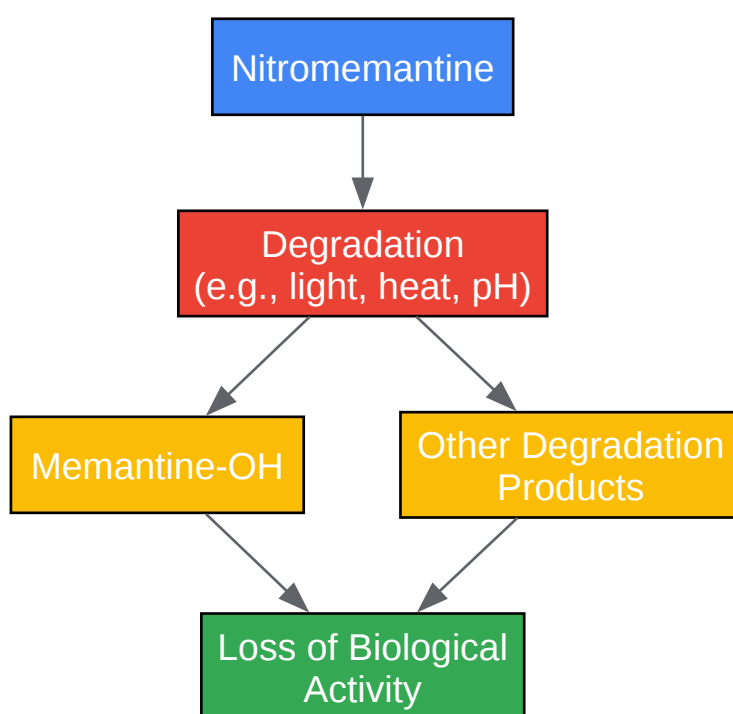 Nitromemantine
Degradation
(e.g., light, heat, pH)
Memantine-OH
Other Degradation
Products
Loss of Biological
Activity